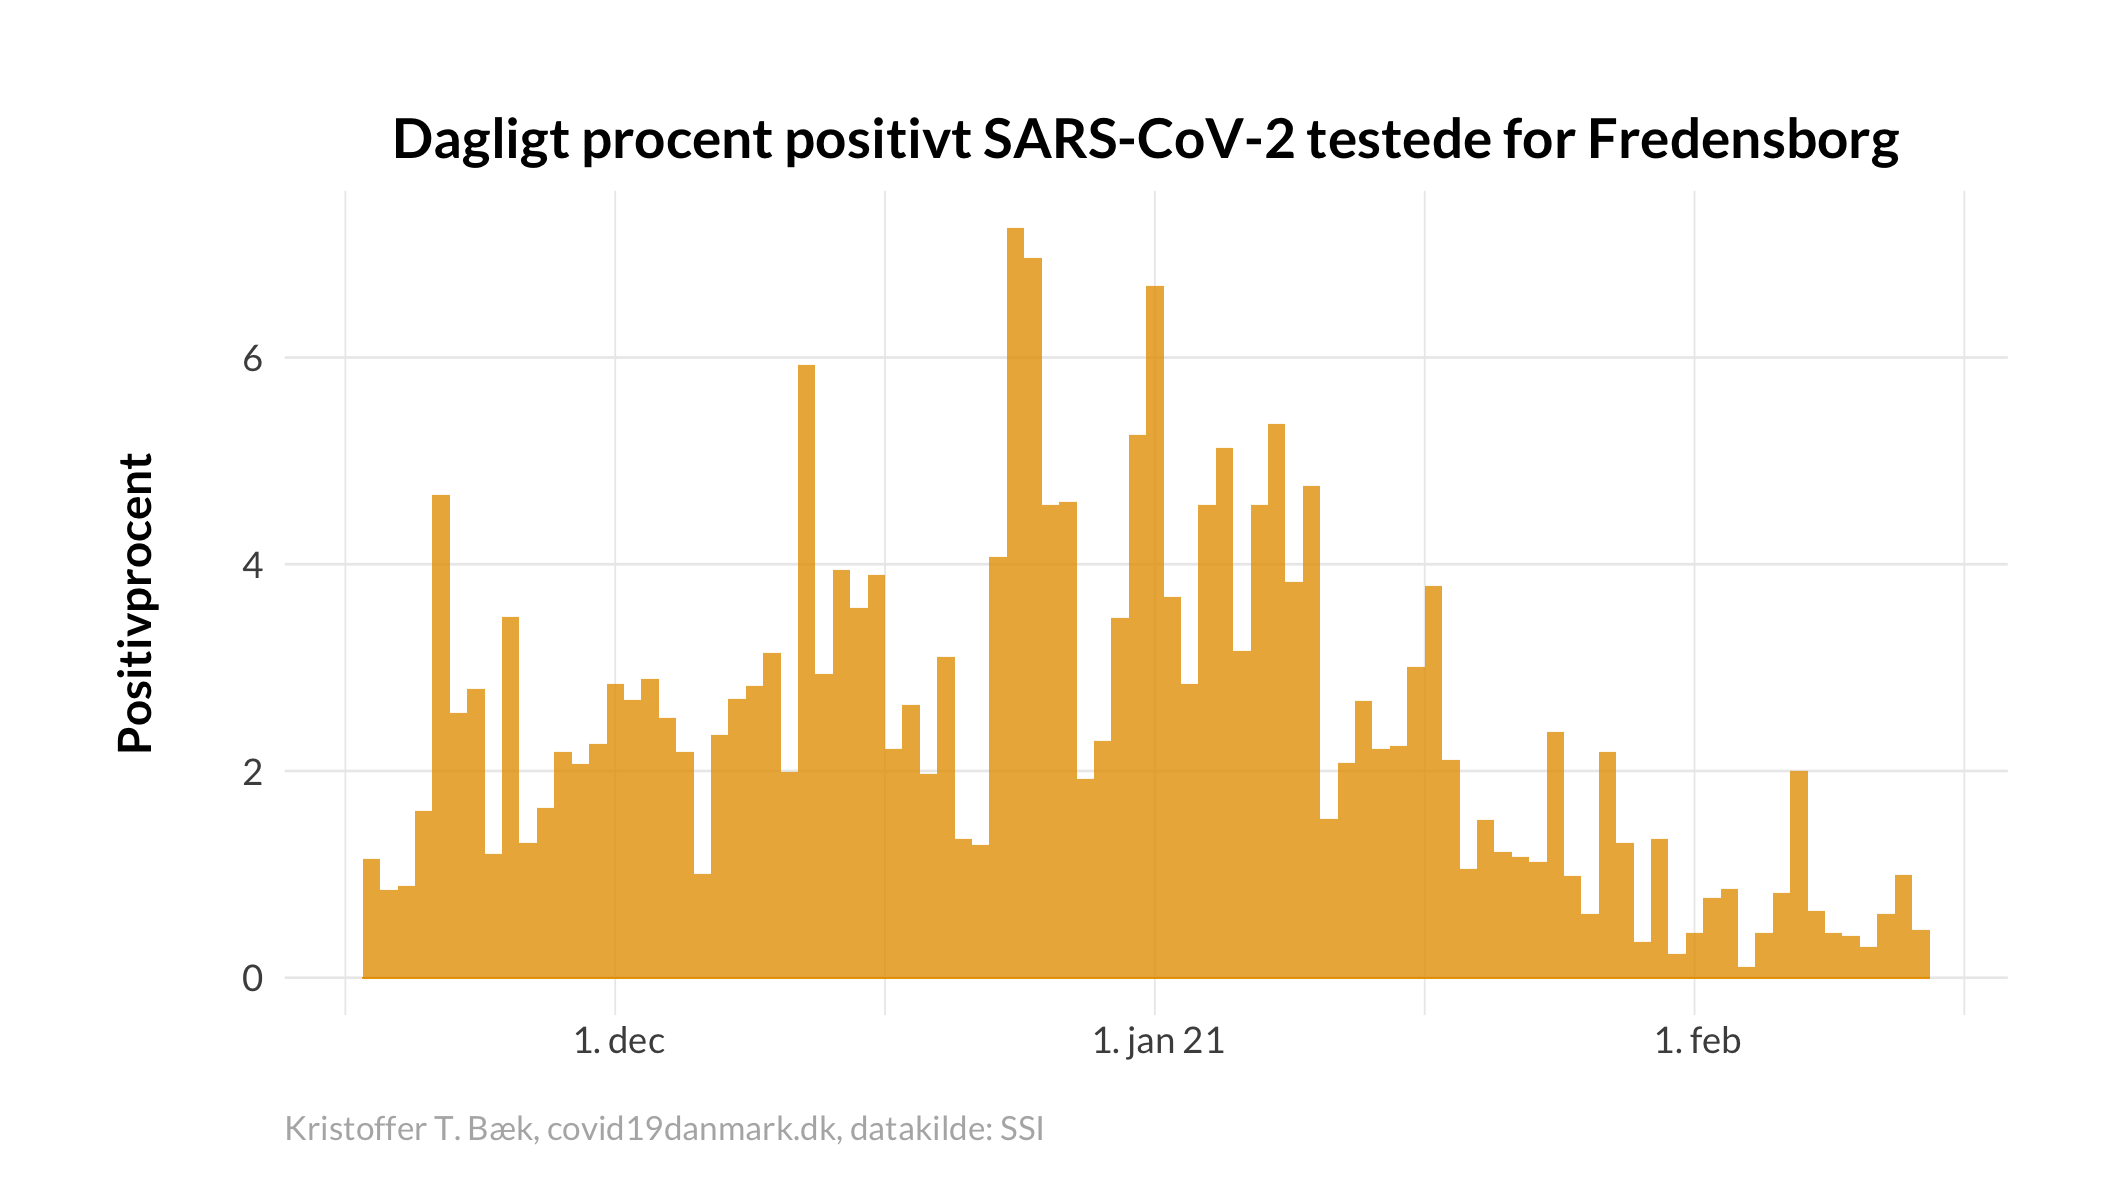 Dagligt procent positivt SARS-CoV-2 testede for Fredensborg
Positivprocent
6
4
2
0
1. dec
1. jan 21
1. feb
Kristoffer T. Bæk, covid19danmark.dk, datakilde: SSI